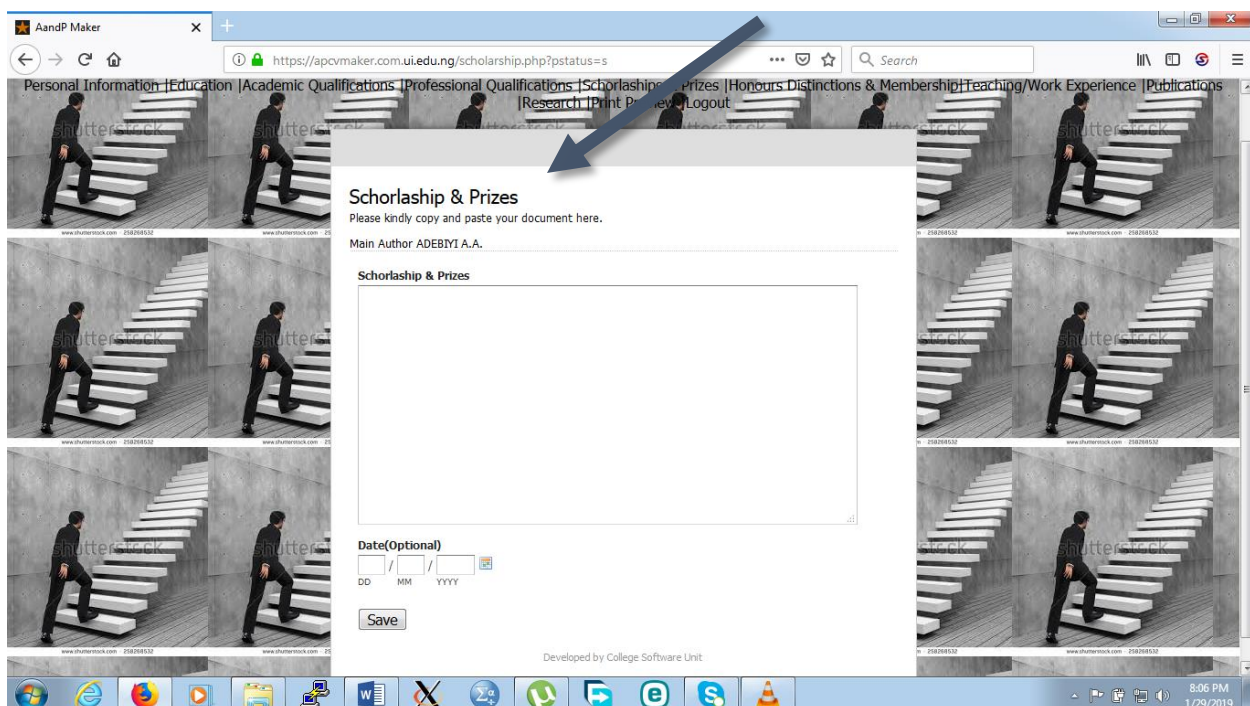 AandP Maker
https://apcvmaker.com.ui.edu.ng/scholarship.php?pstatus=s
Search
Personal Information |Education |Academic Qualifications |Professional Qualifications |Schorlaships & Prizes |Honours Distinctions & Membership|Teaching/Work Experience |Publications
|Research |Print Preview |Logout
Schorlaship & Prizes
Please kindly copy and paste your document here.
Main Author ADEBIYI A.A.
Schorlaship & Prizes
Date(Optional)
/ /
DD MM YYYY
Save
Developed by College Software Unit
shutterstock
www.shutterstock.com · 258268532
8:06 PM
1/29/2019